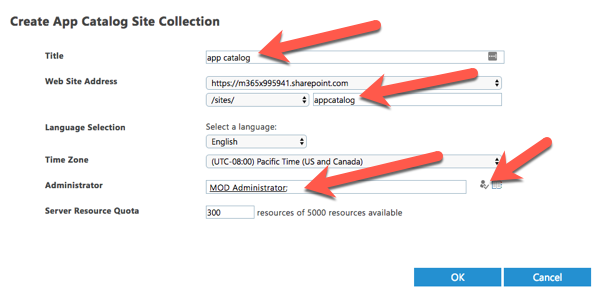 Create App Catalog Site Collection
Title
app catalog
Web Site Address
https://m365x995941.sharepoint.com
/sites/ appcatalog
Language Selection
Select a language:
English
Time Zone
(UTC-08:00) Pacific Time (US and Canada)
Administrator
MOD Administrator;
Server Resource Quota
300 resources of 5000 resources available
OK Cancel